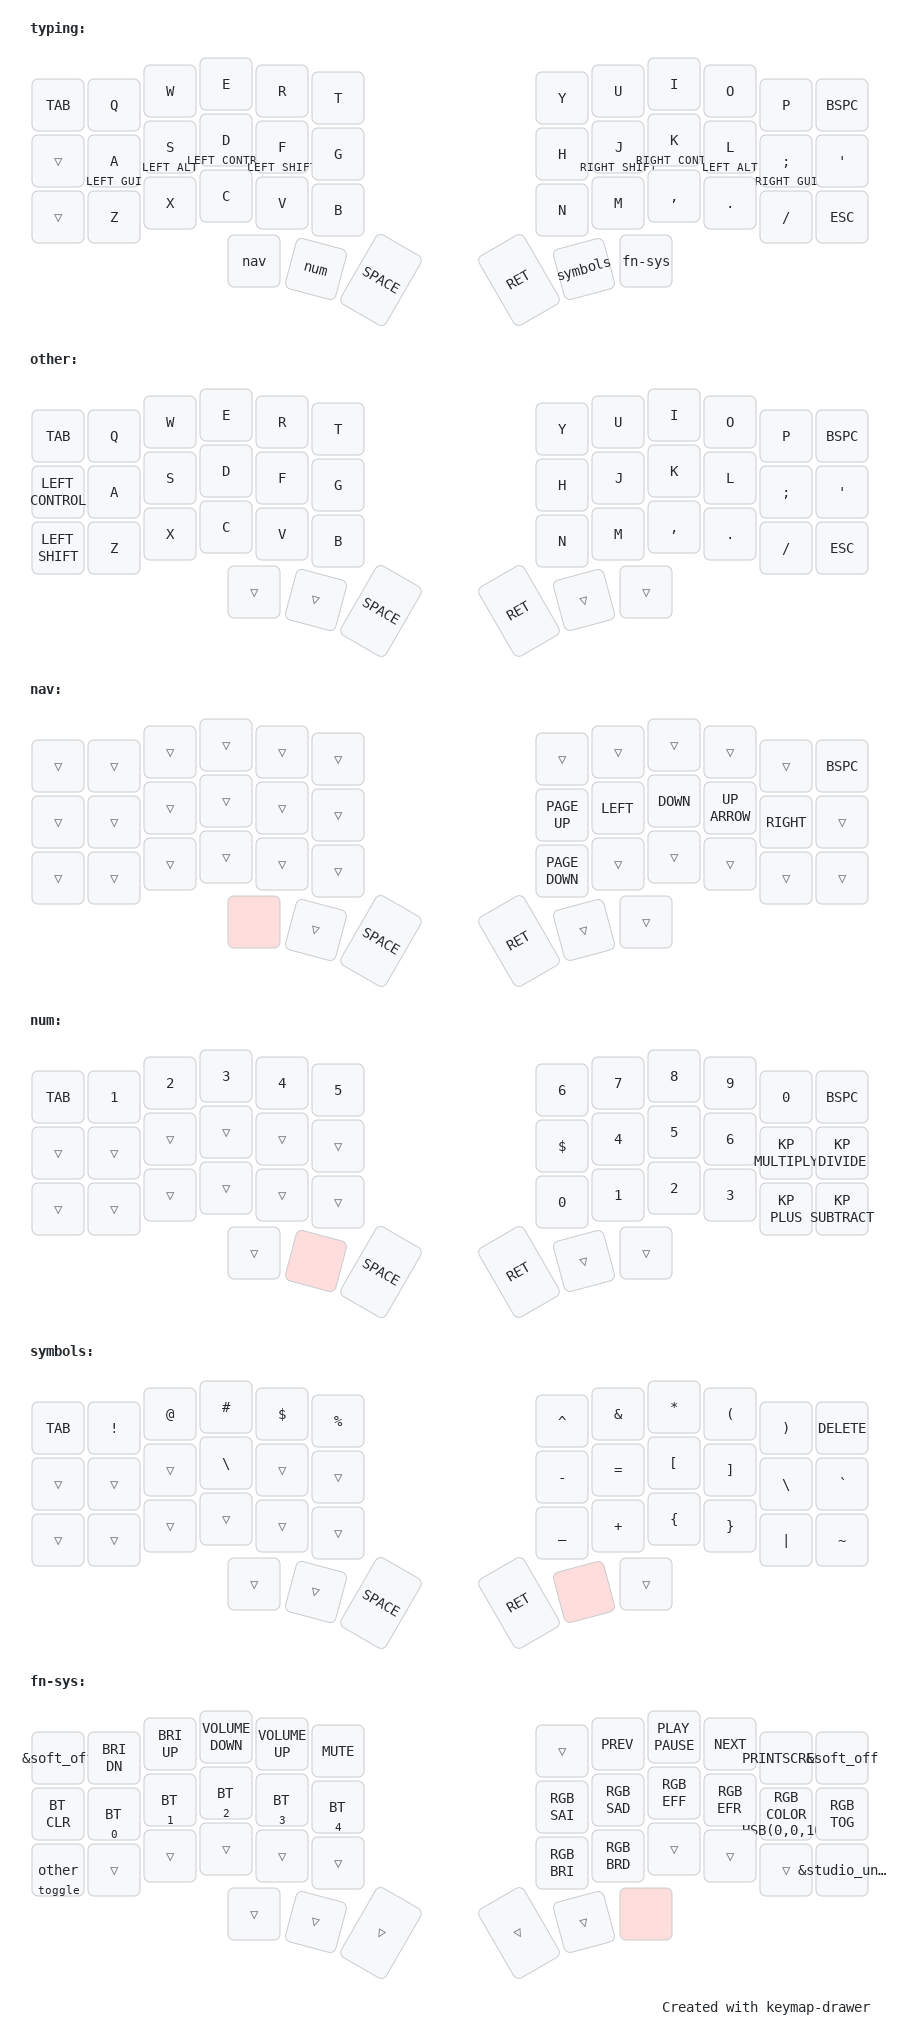 typing:
TAB Q W E R T Y U I O P BSPC
▽ A S D F G H J K L ; '
LEFT GUI LEFT ALT LEFT CONTR LEFT SHIFT RIGHT SHIFT RIGHT CONT LEFT ALT RIGHT GUI
▽ Z X C V B N M , . / ESC
nav num SPACE RET symbols fn-sys
other:
TAB Q W E R T Y U I O P BSPC
LEFT CONTROL A S D F G H J K L ; '
LEFT SHIFT Z X C V B N M , . / ESC
▽ ▽ SPACE RET ▽ ▽
nav:
▽ ▽ ▽ ▽ ▽ ▽ ▽ ▽ ▽ ▽ ▽ BSPC
▽ ▽ ▽ ▽ ▽ ▽ PAGE UP LEFT DOWN UP ARROW RIGHT ▽
▽ ▽ ▽ ▽ ▽ ▽ PAGE DOWN ▽ ▽ ▽ ▽ ▽
▽ SPACE RET ▽ ▽
num:
TAB 1 2 3 4 5 6 7 8 9 0 BSPC
▽ ▽ ▽ ▽ ▽ ▽ $ 4 5 6 KP MULTIPLY KP DIVIDE
▽ ▽ ▽ ▽ ▽ ▽ 0 1 2 3 KP PLUS KP SUBTRACT
▽ SPACE RET ▽ ▽
symbols:
TAB ! @ # $ % ^ & * ( ) DELETE
▽ ▽ ▽ \ ▽ ▽ - = [ ] \ `
▽ ▽ ▽ ▽ ▽ ▽ _ + { } | ~
▽ ▽ SPACE RET ▽
fn-sys:
&soft_of BRI DN BRI UP VOLUME DOWN VOLUME UP MUTE ▽ PREV PLAY PAUSE NEXT PRINTSCRE &soft_off
BT CLR BT 0 BT 1 BT 2 BT 3 BT 4 RGB SAI RGB SAD RGB EFF RGB EFR RGB COLOR HSB(0,0,10 RGB TOG
other toggle ▽ ▽ ▽ ▽ ▽ RGB BRI RGB BRD ▽ ▽ ▽ &studio_un…
▽ ▽ ▽ ▽ ▽
Created with keymap-drawer